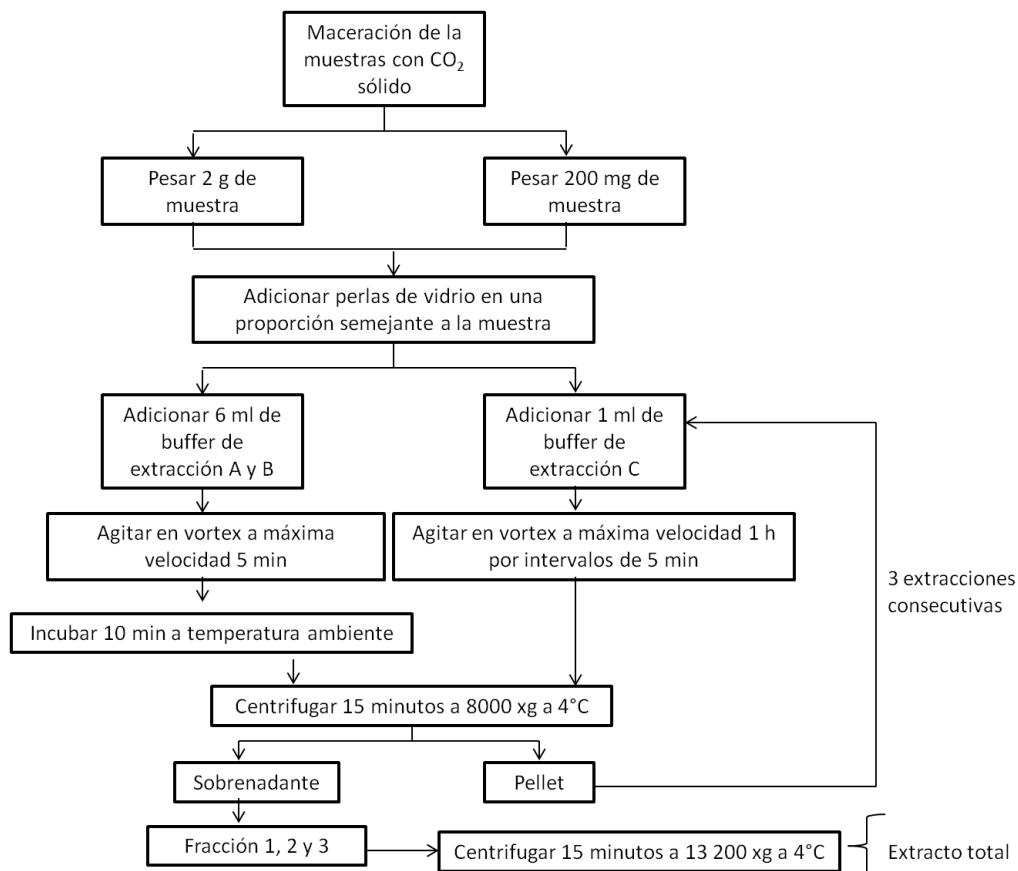 Maceración de la
muestras con CO₂
sólido
Pesar 2 g de
muestra
Pesar 200 mg de
muestra
Adicionar perlas de vidrio en una
proporción semejante a la muestra
Adicionar 6 ml de
buffer de
extracción A y B
Adicionar 1 ml de
buffer de
extracción C
Agitar en vortex a máxima
velocidad 5 min
Agitar en vortex a máxima velocidad 1 h
por intervalos de 5 min
3 extracciones
consecutivas
Incubar 10 min a temperatura ambiente
Centrifugar 15 minutos a 8000 xg a 4°C
Sobrenadante
Pellet
Fracción 1, 2 y 3
Centrifugar 15 minutos a 13 200 xg a 4°C
Extracto total